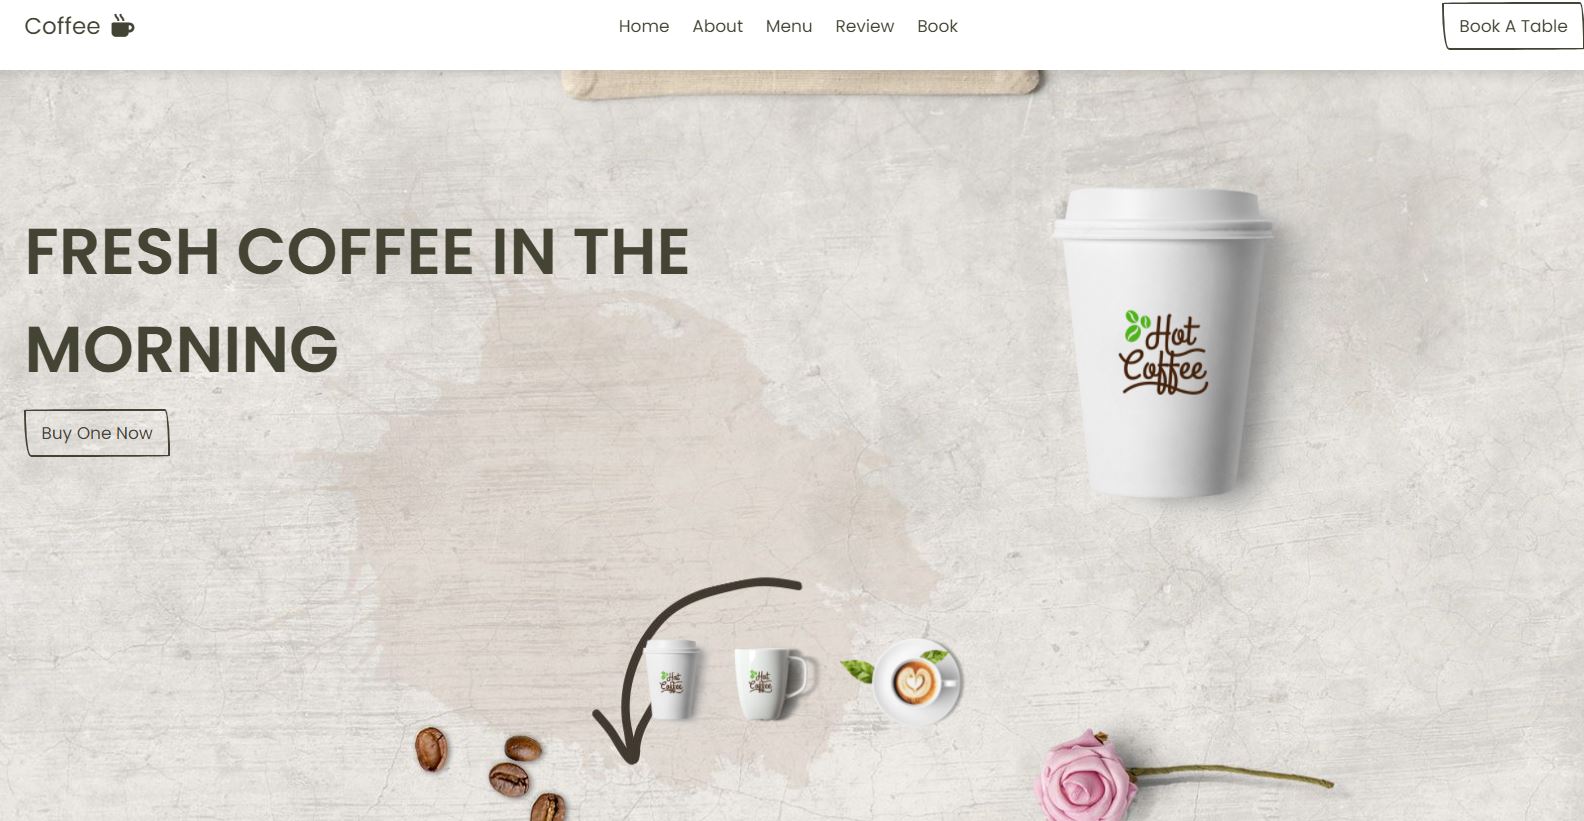 Coffee
Home About Menu Review Book
Book A Table
FRESH COFFEE IN THE
MORNING
Buy One Now
Hot
Coffee
Hot
Coffee
Hot
Coffee